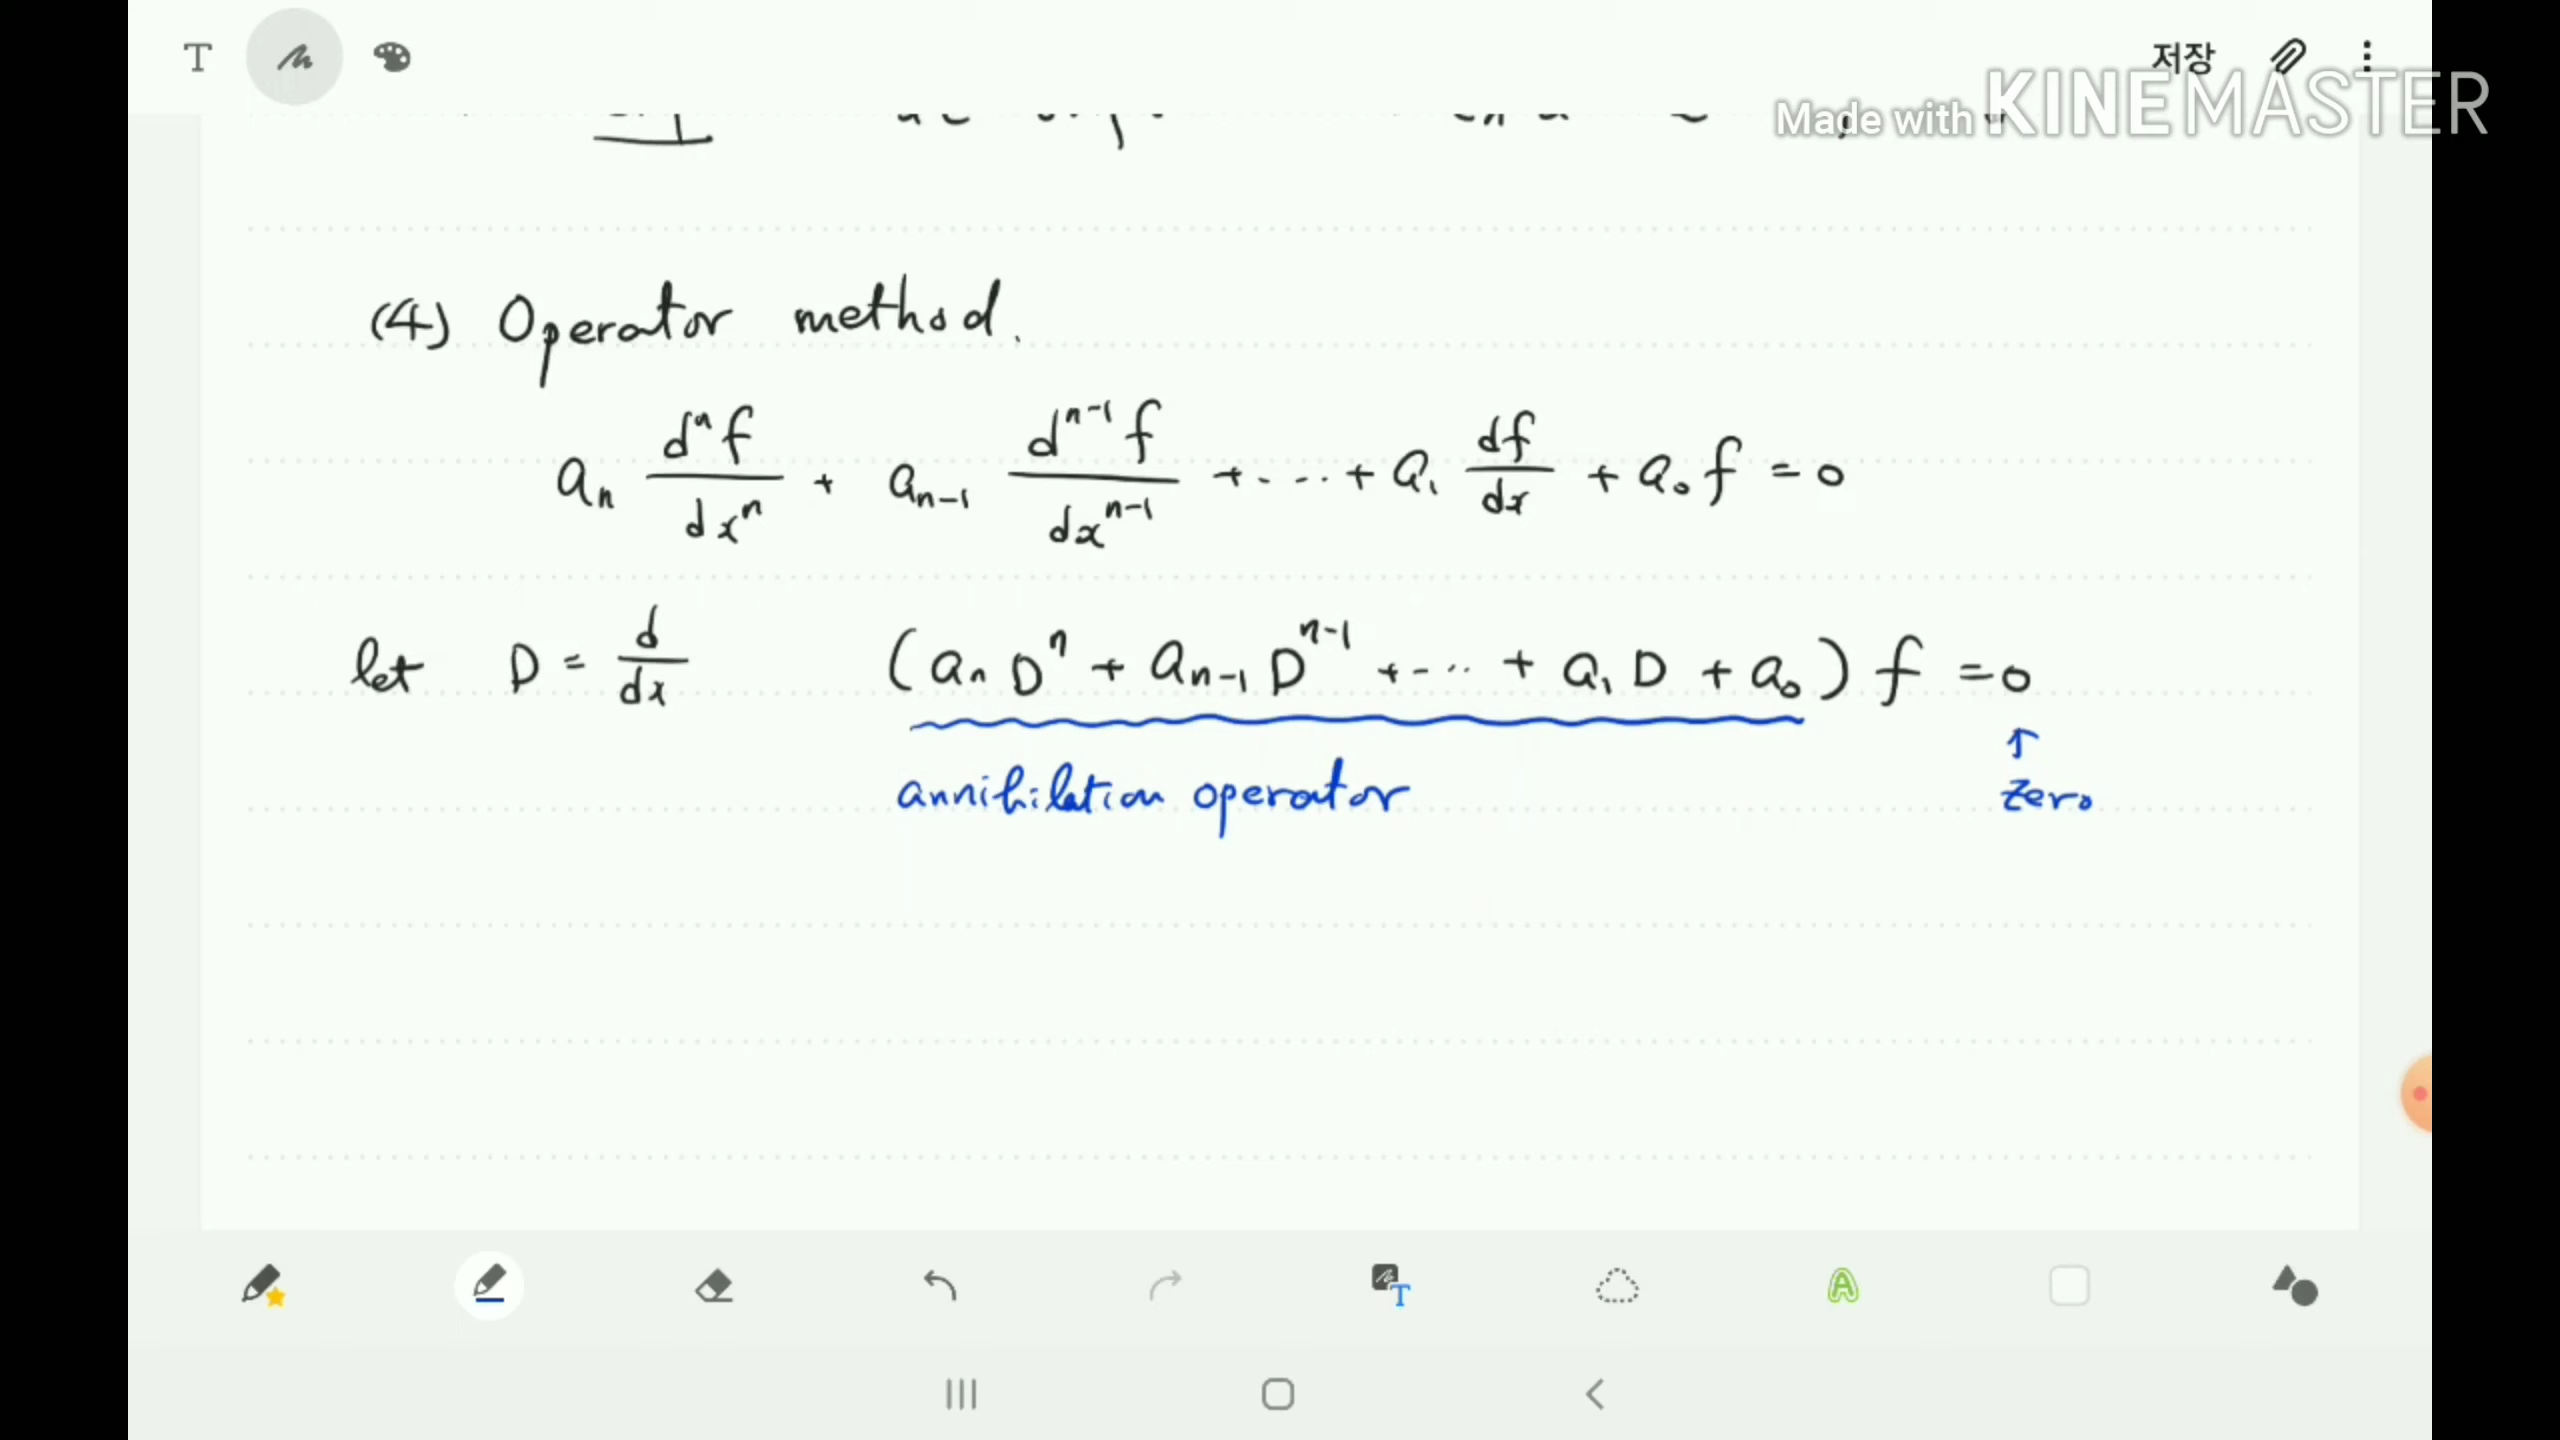 T
저장
Made with KINEMASTER
(4) Operator method.
aₙ dⁿf/dxⁿ + aₙ₋₁ dⁿ⁻¹f/dxⁿ⁻¹ + ... + a₁ df/dx + a₀f = 0
let D = d/dx (aₙDⁿ + aₙ₋₁Dⁿ⁻¹ + ... + a₁D + a₀) f = 0
↑
annihilation operator zero
T
A